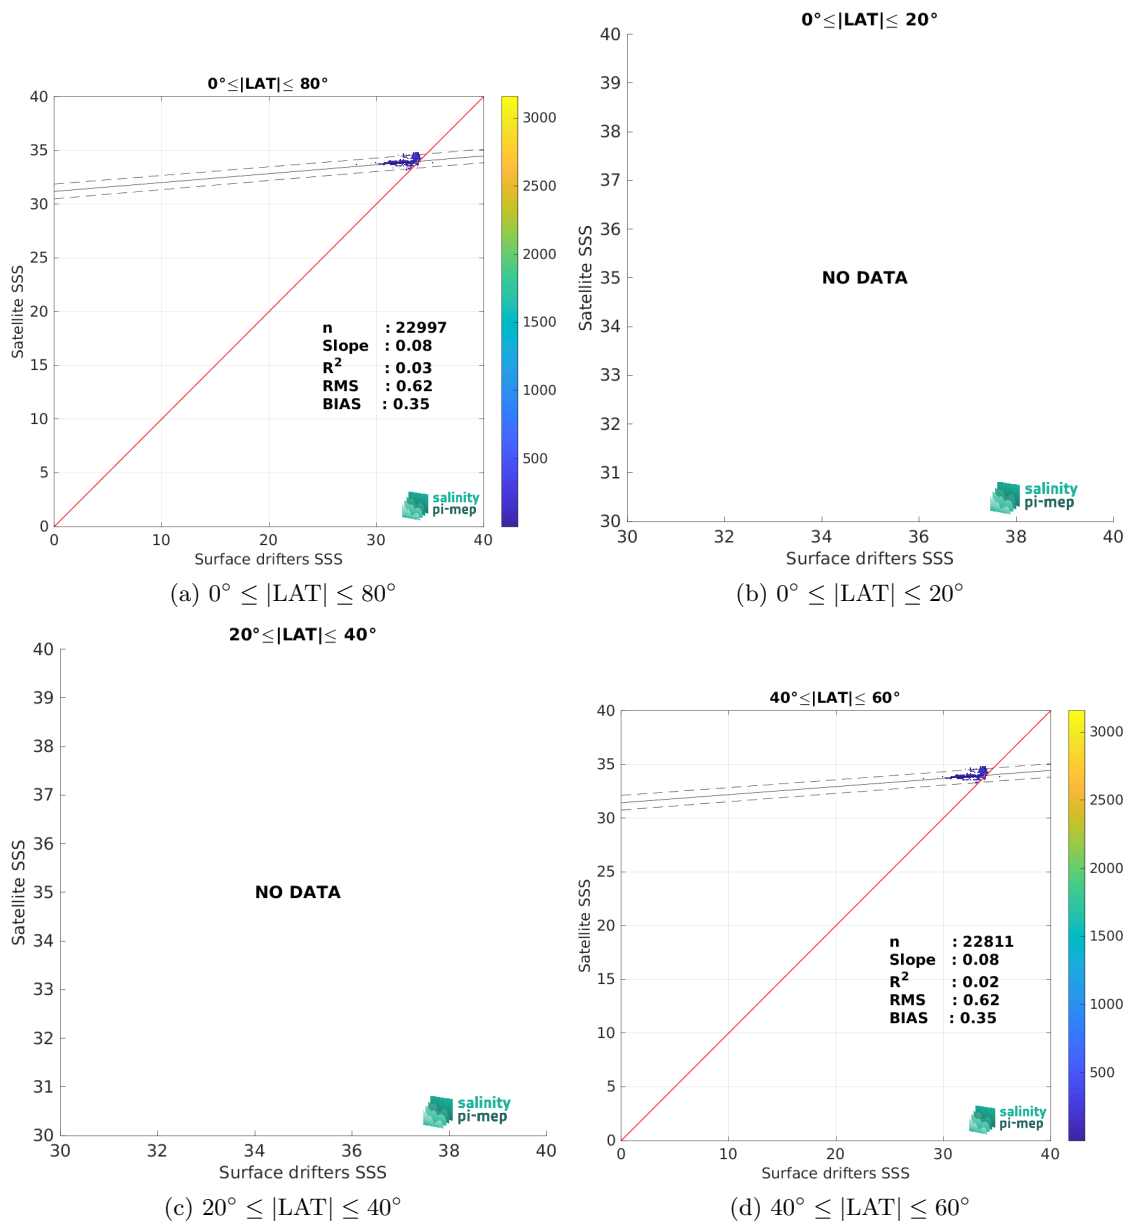 0°≤|LAT|≤ 80°
40
35
30
25
20
15
10
5
0
0
10
20
30
40
Satellite SSS
Surface drifters SSS
n : 22997
Slope : 0.08
R² : 0.03
RMS : 0.62
BIAS : 0.35
3000
2500
2000
1500
1000
500
salinity
pi-mep
(a) 0° ≤ |LAT| ≤ 80°
0°≤|LAT|≤ 20°
40
39
38
37
36
35
34
33
32
31
30
30
32
34
36
38
40
Satellite SSS
Surface drifters SSS
NO DATA
salinity
pi-mep
(b) 0° ≤ |LAT| ≤ 20°
20°≤|LAT|≤ 40°
40
39
38
37
36
35
34
33
32
31
30
30
32
34
36
38
40
Satellite SSS
Surface drifters SSS
NO DATA
salinity
pi-mep
(c) 20° ≤ |LAT| ≤ 40°
40°≤|LAT|≤ 60°
40
35
30
25
20
15
10
5
0
0
10
20
30
40
Satellite SSS
Surface drifters SSS
n : 22811
Slope : 0.08
R² : 0.02
RMS : 0.62
BIAS : 0.35
3000
2500
2000
1500
1000
500
salinity
pi-mep
(d) 40° ≤ |LAT| ≤ 60°